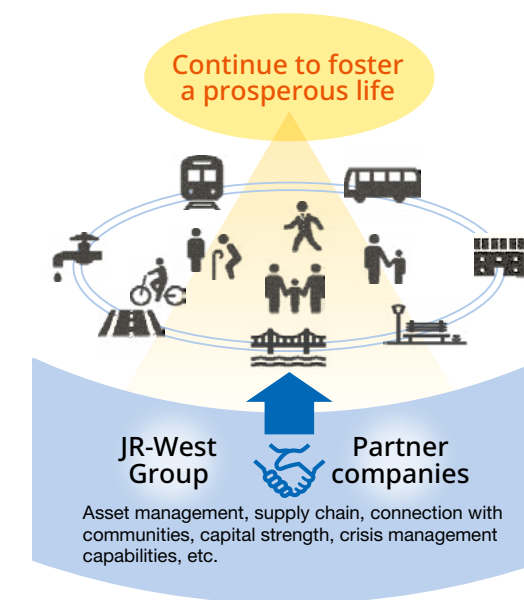 Continue to foster
a prosperous life
JR-West
Group
Partner
companies
Asset management, supply chain, connection with
communities, capital strength, crisis management
capabilities, etc.